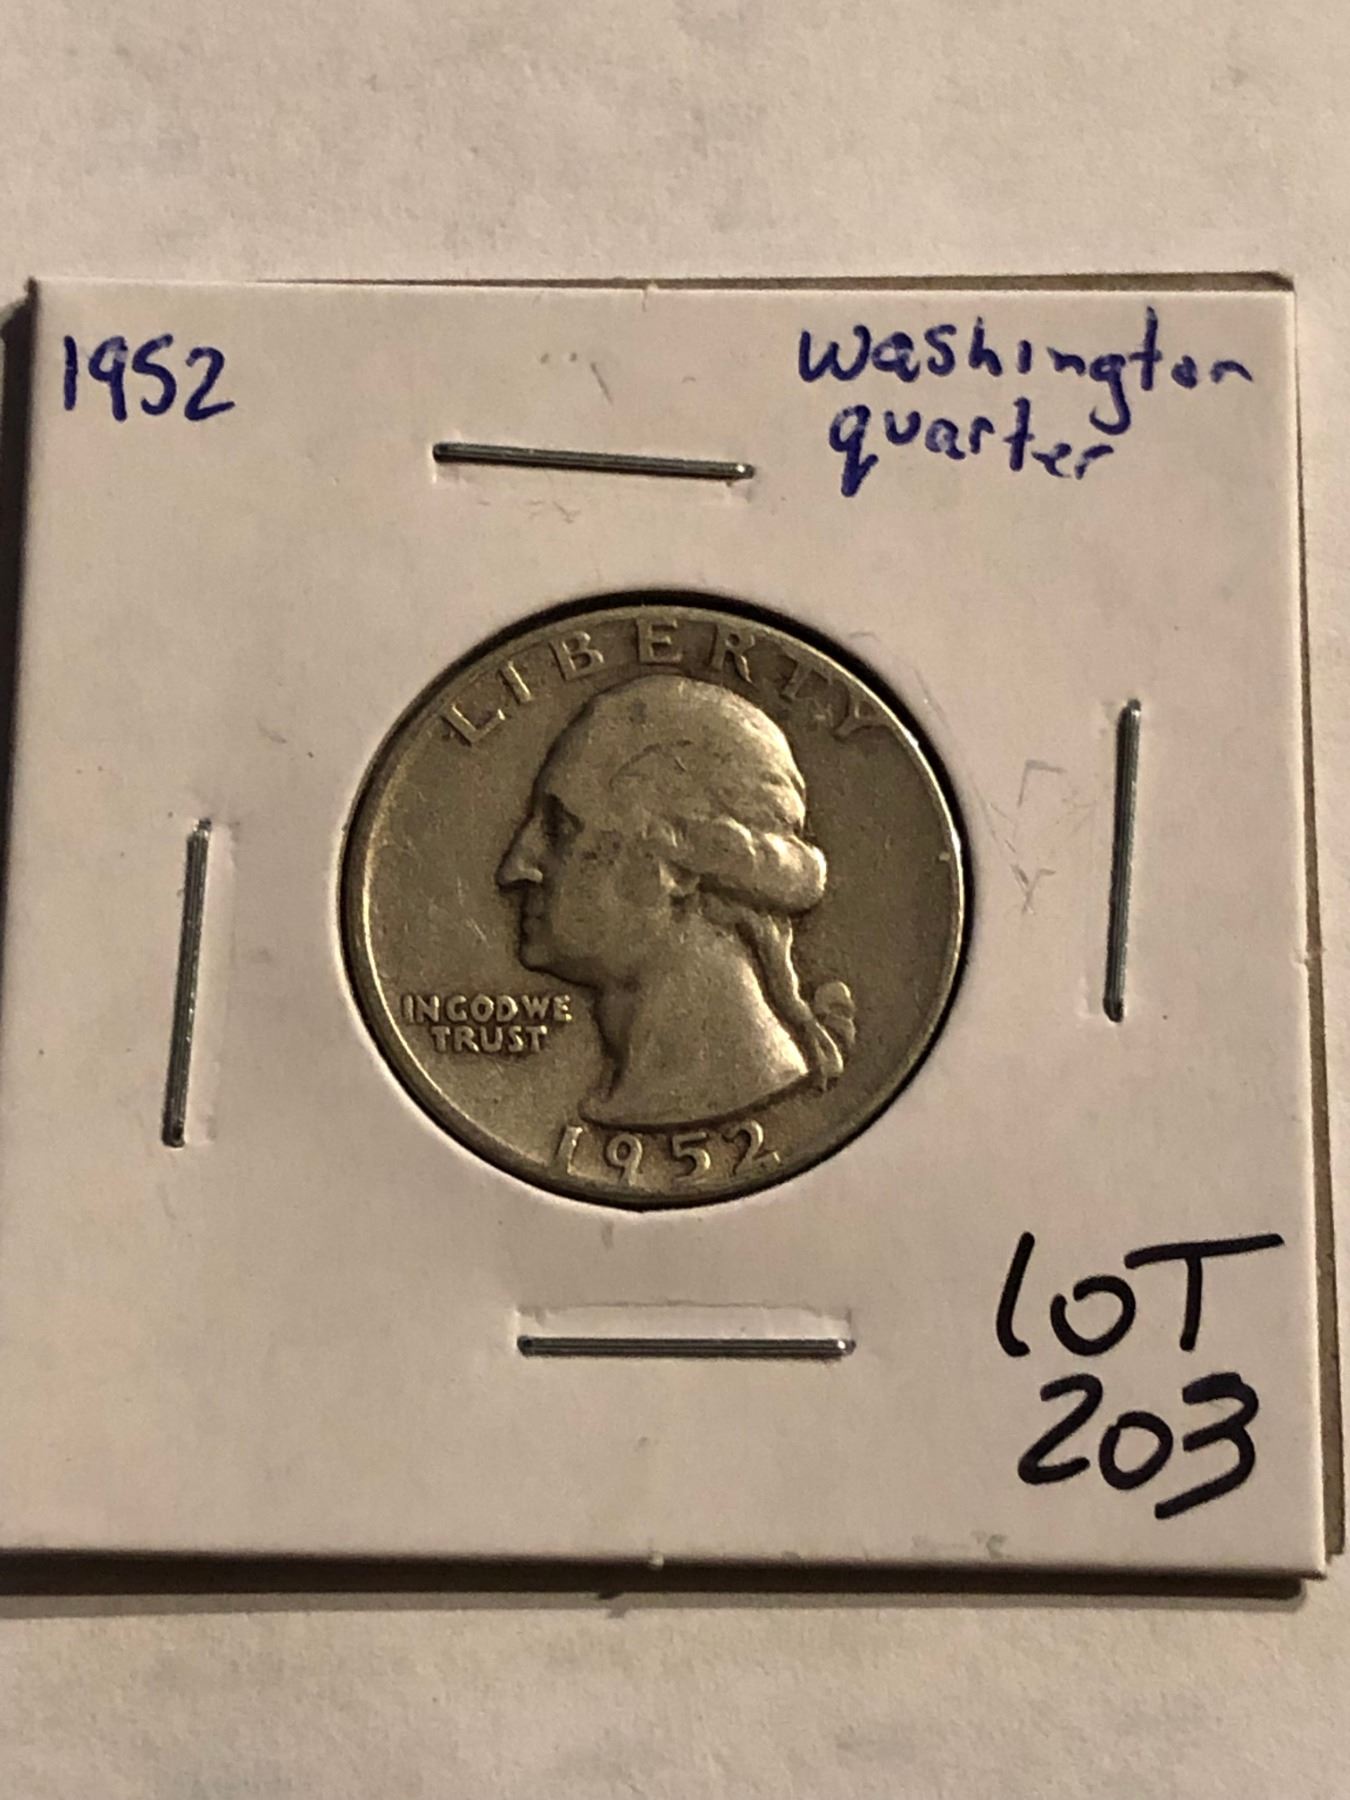 1952
Washington
quarter
LIBERTY
IN GOD WE
TRUST
1952
LOT
203